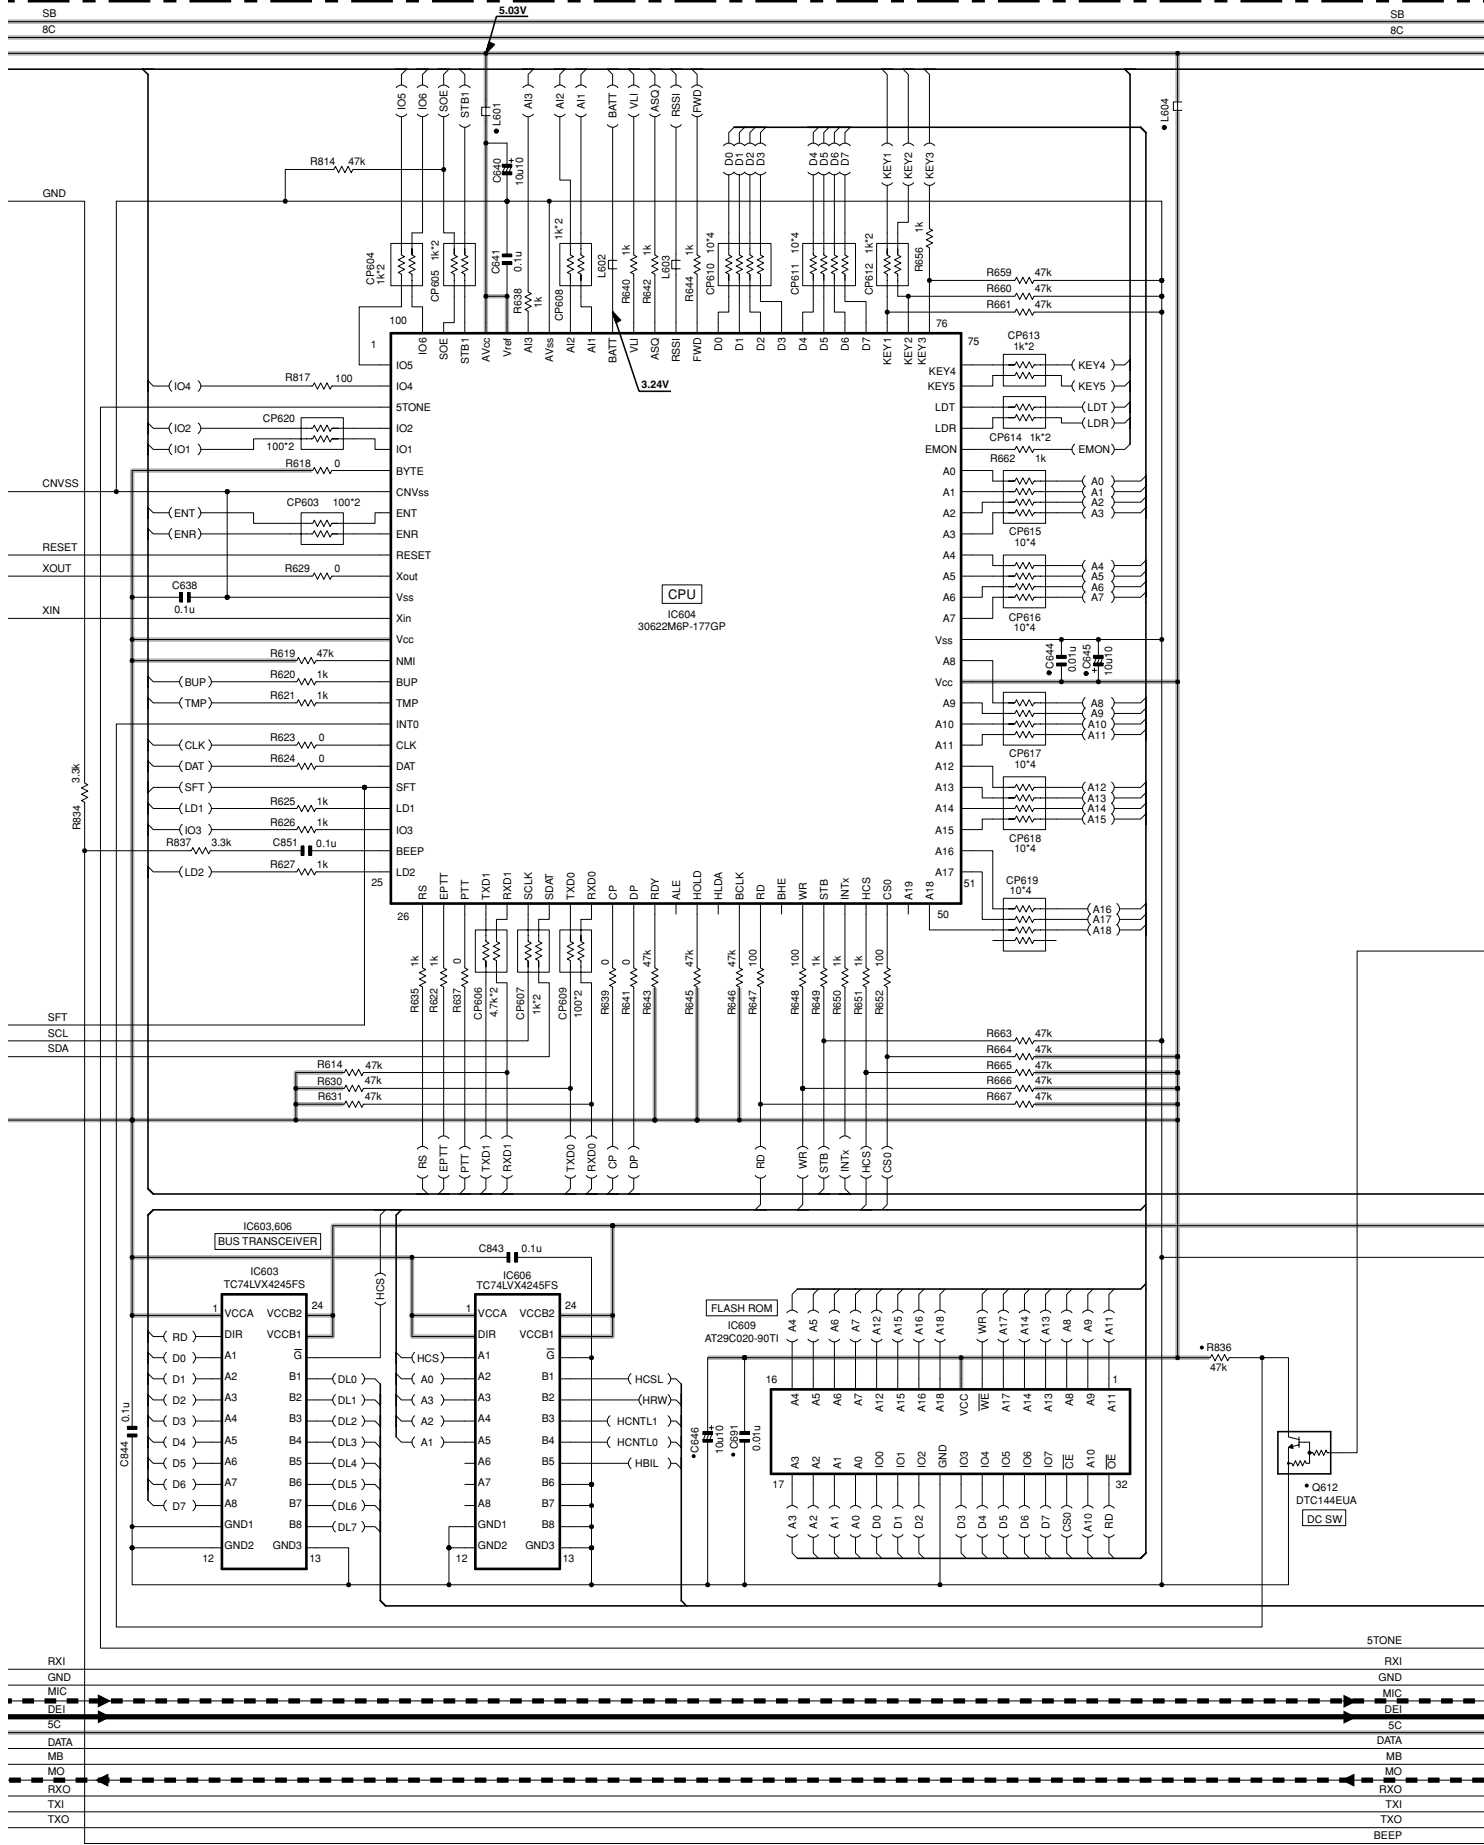 5.03V
SB
SB
8C
8C
IO5
IO6
SOE
STB1
L601
AI3
AI2
AI1
BATT
VLI
ASQ
RSSI
FWD
KEY1
KEY2
KEY3
L604
D0
D1
D2
D3
D4
D5
D6
D7
R814 47k
C640
10u10
GND
CP604
1k*2
CP605
1k*2
C641
0.1u
R638
1k
CP608
1k*2
L602
R640
1k
R642
1k
L603
R644
1k
CP610
10*4
CP611
10*4
CP612
1k*2
R656
1k
R659 47k
R660 47k
R661 47k
100
76
1
75
IO6
SOE
STB1
AVcc
Vref
AI3
AVss
AI2
AI1
BATT
VLI
ASQ
RSSI
FWD
D0
D1
D2
D3
D4
D5
D6
D7
KEY1
KEY2
KEY3
3.24V
CP613
1k*2
IO5
KEY4
KEY4
IO4
R817 100
IO4
KEY5
KEY5
5TONE
LDT
LDT
CP620
IO2
IO2
LDR
LDR
IO1
100*2
IO1
CP614 1k*2
EMON
EMON
R662 1k
R618 0
BYTE
A0
A0
CNVSS
CNVss
A1
A1
A2
CP603 100*2
ENT
ENT
A2
A3
ENR
ENR
A3
CP615
10*4
RESET
RESET
A4
A4
XOUT
R629 0
Xout
A5
A5
A6
C638
0.1u
Vss
A6
A7
XIN
Xin
A7
CP616
10*4
CPU
IC604
30622M6P-177GP
Vcc
Vss
C644
0.01u
C645
10u10
R619 47k
NMI
A8
BUP
R620 1k
BUP
Vcc
TMP
R621 1k
TMP
A9
A8
A9
INT0
A10
A10
A11
CLK
R623 0
CLK
A11
CP617
10*4
DAT
R624 0
DAT
A12
3.3k
R834
SFT
SFT
A13
A12
A13
LD1
R625 1k
LD1
A14
A14
A15
IO3
R626 1k
IO3
A15
CP618
10*4
R837 3.3k
C851 0.1u
BEEP
A16
LD2
R627 1k
LD2
A17
CP619
10*4
25
51
RS
EPTT
PTT
TXD1
RXD1
SCLK
SDAT
TXD0
RXD0
CP
DP
RDY
ALE
HOLD
HLDA
BCLK
RD
BHE
WR
STB
INTx
HCS
CS0
A19
A18
26
50
A16
A17
A18
R635
1k
R622
1k
R637
0
CP606
4.7k*2
CP607
1k*2
CP609
100*2
R639
0
R641
0
R643
47k
R645
47k
R646
47k
R647
100
R648
100
R649
1k
R650
1k
R651
1k
R652
100
SFT
SCL
SDA
R663 47k
R664 47k
R665 47k
R666 47k
R667 47k
R614 47k
R630 47k
R631 47k
RS
EPTT
PTT
TXD1
RXD1
TXD0
RXD0
CP
DP
RD
WR
STB
INTx
HCS
CS0
IC603,606
BUS TRANSCEIVER
C843 0.1u
IC603
TC74LVX4245FS
HCS
IC606
TC74LVX4245FS
1
VCCA
VCCB2
24
RD
DIR
VCCB1
D0
A1
G
D1
A2
B1
DL0
D2
A3
B2
DL1
D3
A4
B3
DL2
D4
A5
B4
DL3
D5
A6
B5
DL4
D6
A7
B6
DL5
D7
A8
B7
DL6
GND1
B8
DL7
GND2
GND3
12
13
C844
0.1u
1
VCCA
VCCB2
24
DIR
VCCB1
HCS
A1
G
A0
A2
B1
HCSL
A3
A3
B2
HRW
A2
A4
B3
HCNTL1
A1
A5
B4
HCNTL0
A6
B5
HBIL
A7
B6
A8
B7
GND1
B8
GND2
GND3
12
13
FLASH ROM
IC609
AT29C020-90TI
A4
A5
A6
A7
A12
A15
A16
A18
WR
A17
A14
A13
A8
A9
A11
R836
47k
16
1
A4
A5
A6
A7
A12
A15
A16
A18
VCC
WE
A17
A14
A13
A8
A9
A11
C646
10u10
C691
0.01u
A3
A2
A1
A0
IO0
IO1
IO2
GND
IO3
IO4
IO5
IO6
IO7
CE
A10
OE
17
32
A3
A2
A1
A0
D0
D1
D2
D3
D4
D5
D6
D7
CS0
A10
RD
Q612
DTC144EUA
DC SW
5TONE
RXI
RXI
GND
GND
MIC
MIC
DEI
DEI
5C
5C
DATA
DATA
MB
MB
MO
MO
RXO
RXO
TXI
TXI
TXO
TXO
BEEP